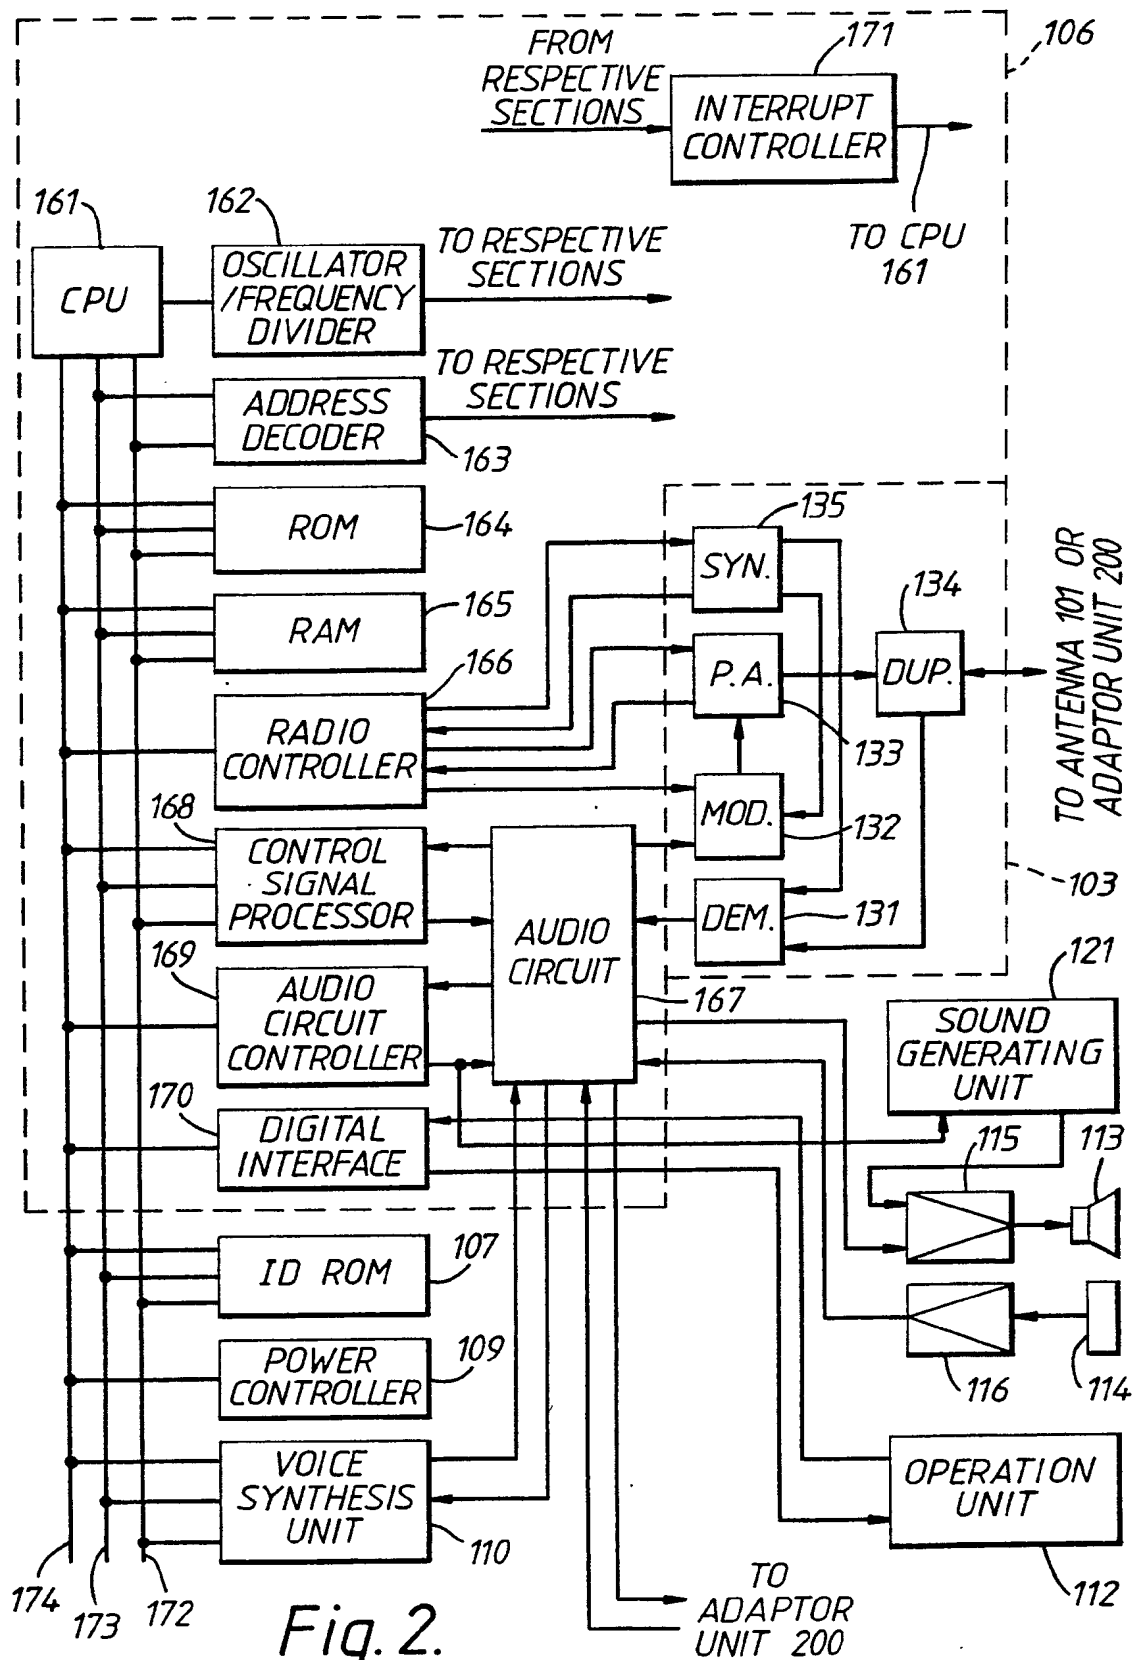 FROM
RESPECTIVE
SECTIONS
171
106
INTERRUPT
CONTROLLER
TO CPU
161
161
162
CPU
OSCILLATOR
/FREQUENCY
DIVIDER
TO RESPECTIVE
SECTIONS
TO RESPECTIVE
SECTIONS
ADDRESS
DECODER
163
ROM
164
RAM
165
166
RADIO
CONTROLLER
135
SYN.
134
P.A.
DUP.
133
MOD.
132
DEM.
131
103
TO ANTENNA 101 OR
ADAPTOR UNIT 200
168
CONTROL
SIGNAL
PROCESSOR
AUDIO
CIRCUIT
167
169
AUDIO
CIRCUIT
CONTROLLER
121
SOUND
GENERATING
UNIT
170
DIGITAL
INTERFACE
115
113
ID ROM
107
116
114
POWER
CONTROLLER
109
VOICE
SYNTHESIS
UNIT
110
OPERATION
UNIT
112
174
173
172
TO
ADAPTOR
UNIT 200
Fig. 2.